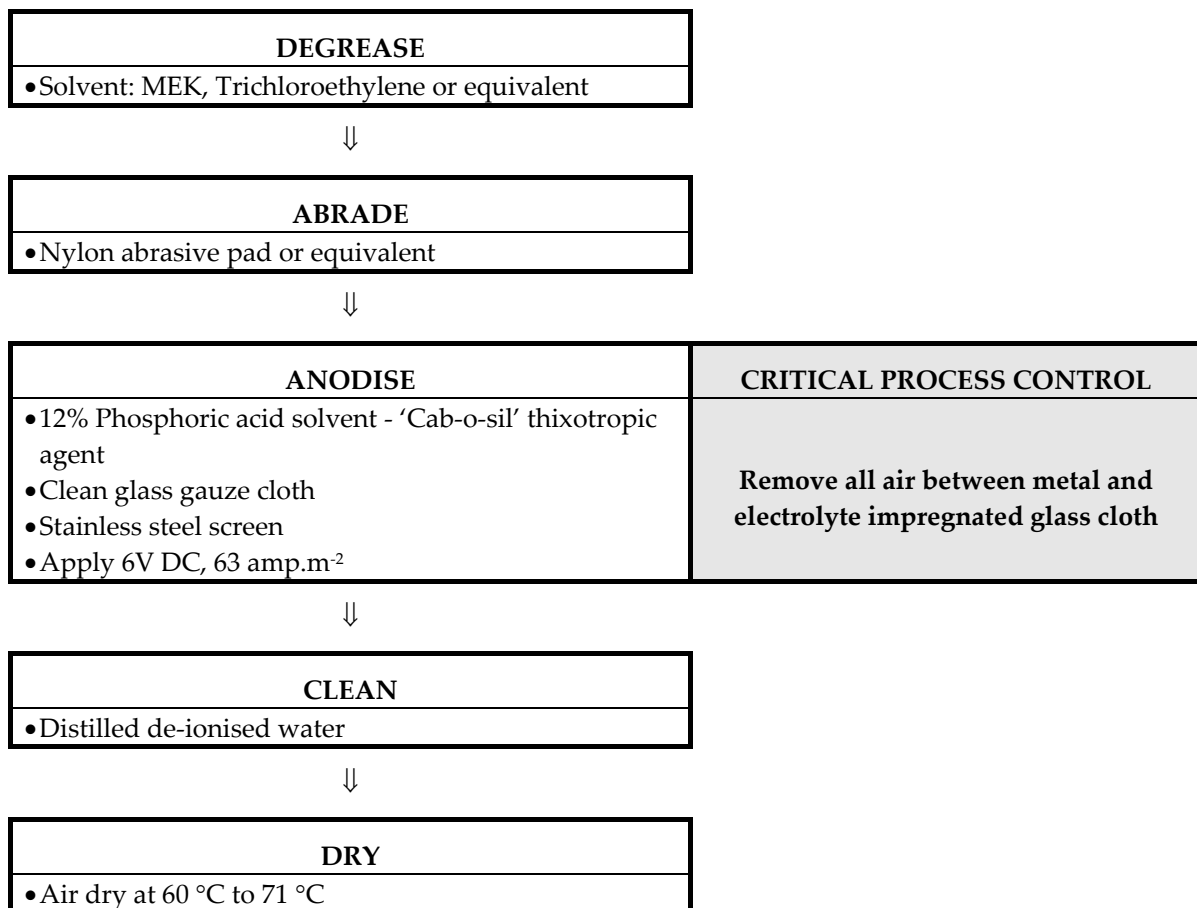 DEGREASE
•Solvent: MEK, Trichloroethylene or equivalent
⇓
ABRADE
•Nylon abrasive pad or equivalent
⇓
ANODISE
CRITICAL PROCESS CONTROL
•12% Phosphoric acid solvent - ‘Cab-o-sil’ thixotropic
agent
•Clean glass gauze cloth
•Stainless steel screen
•Apply 6V DC, 63 amp.m⁻²
Remove all air between metal and
electrolyte impregnated glass cloth
⇓
CLEAN
•Distilled de-ionised water
⇓
DRY
•Air dry at 60 °C to 71 °C